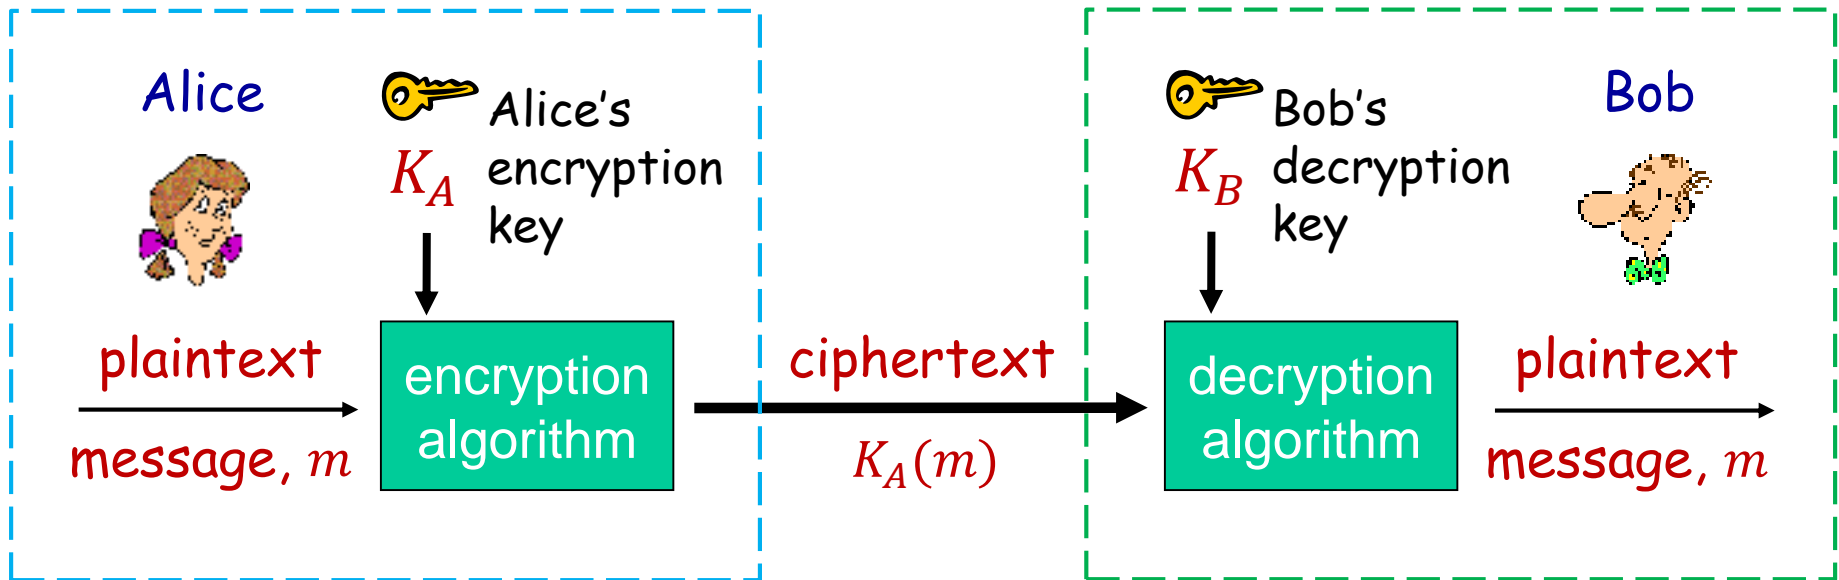 Alice
K_A
Alice's
encryption
key
plaintext
message, m
encryption
algorithm
ciphertext
K_A(m)
Bob
K_B
Bob's
decryption
key
decryption
algorithm
plaintext
message, m